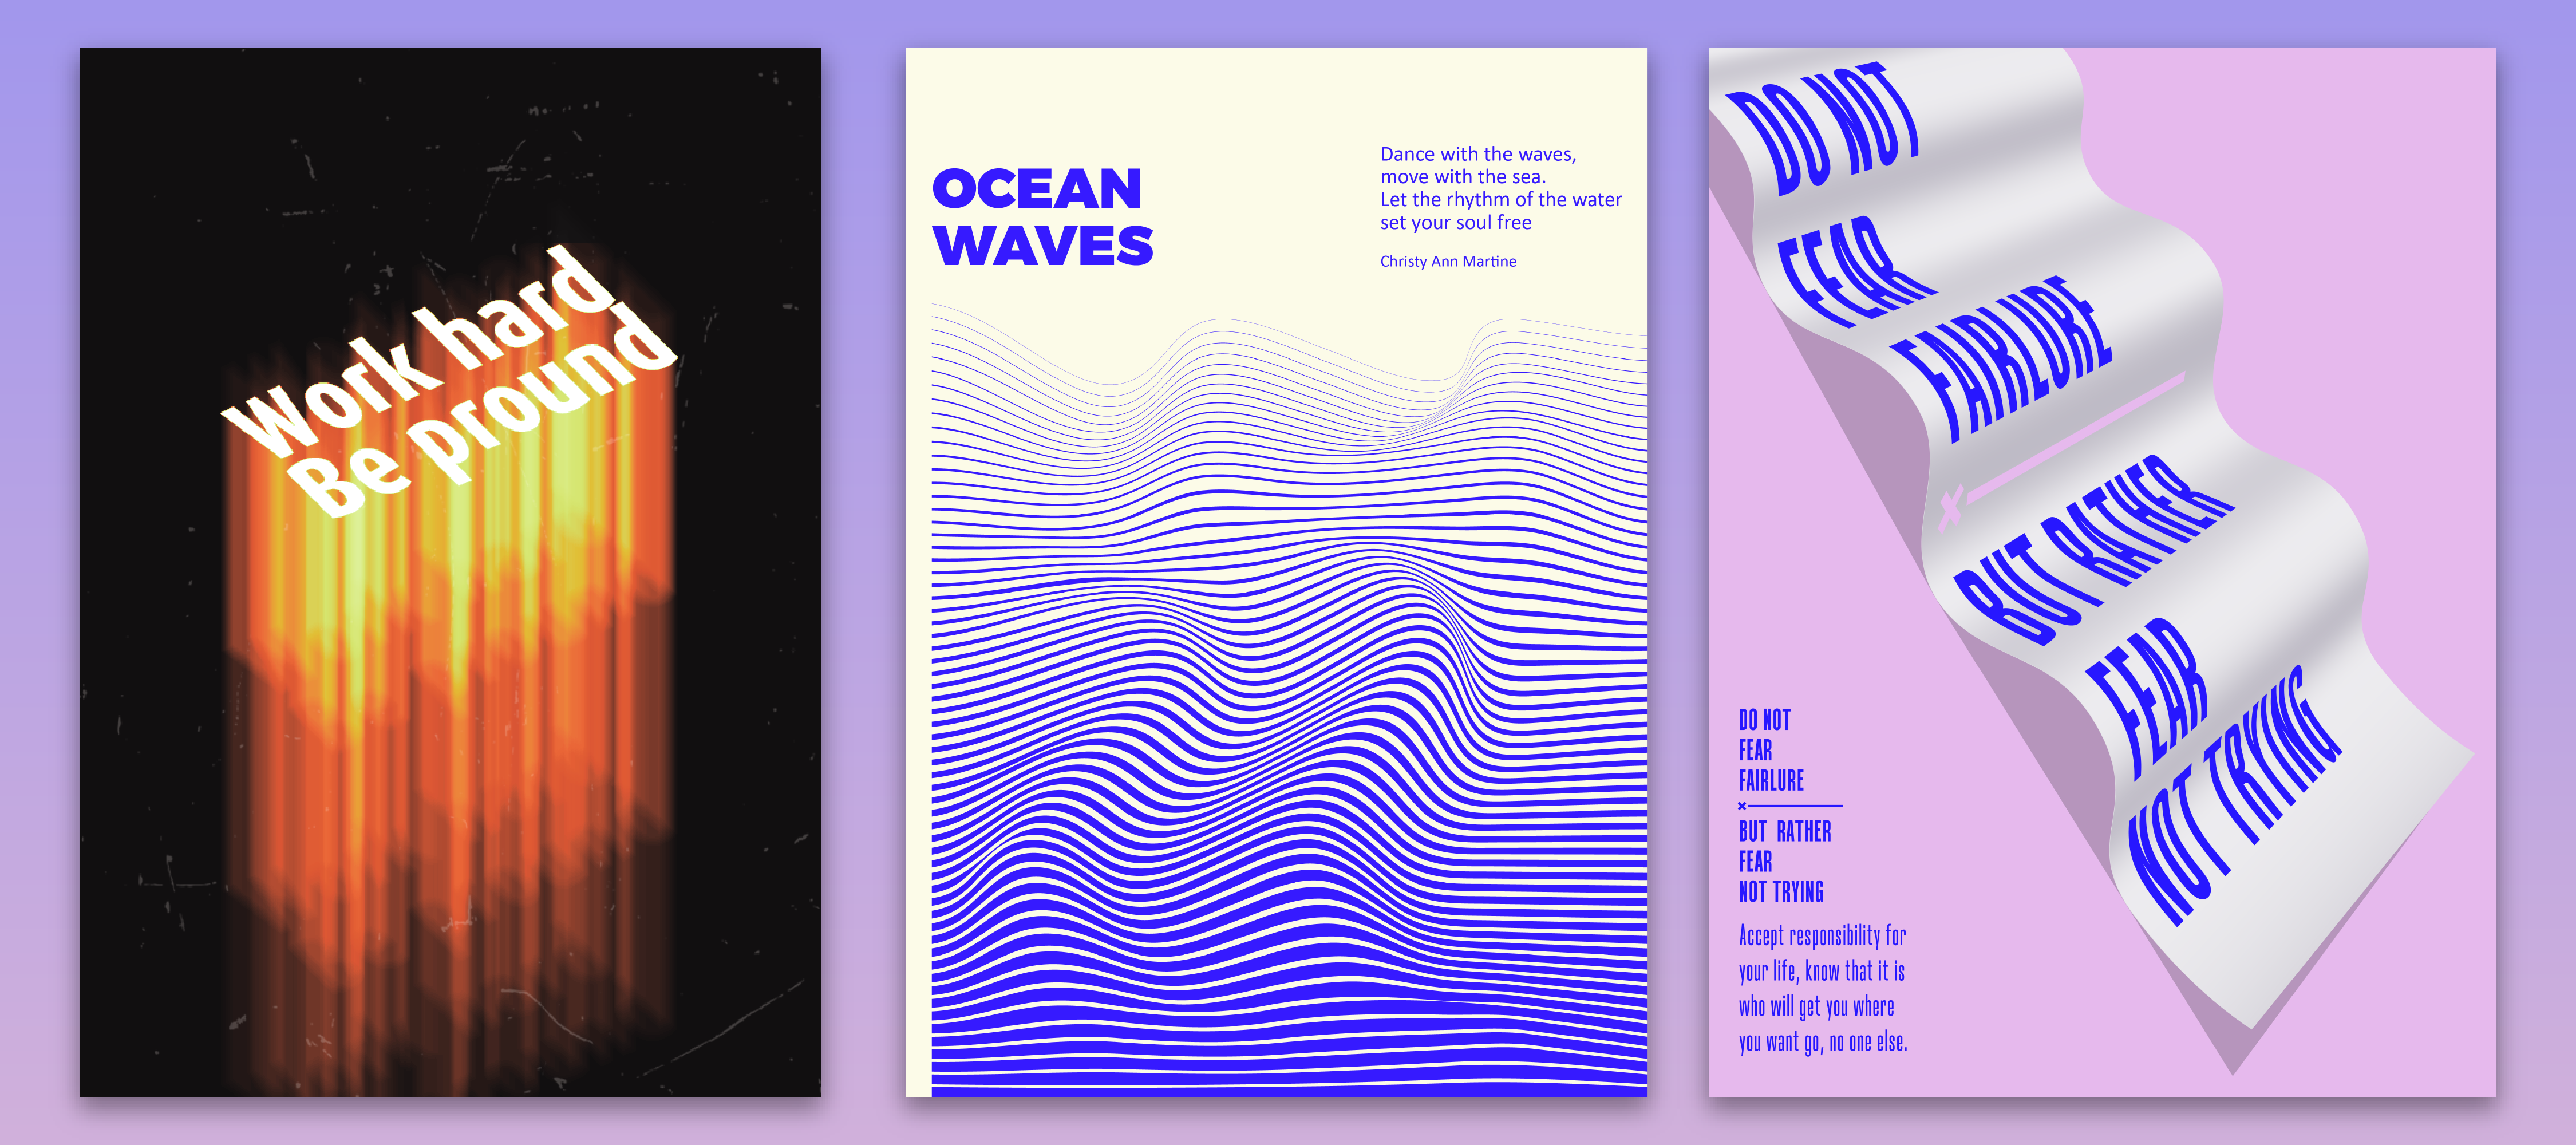 Work hard
Be pround
OCEAN
WAVES
Dance with the waves,
move with the sea.
Let the rhythm of the water
set your soul free
Christy Ann Martine
DO NOT
FEAR
FAIRLURE
BUT RATHER
FEAR
NOT TRYING
DO NOT
FEAR
FAIRLURE
BUT RATHER
FEAR
NOT TRYING
Accept responsibility for
your life, know that it is
who will get you where
you want go, no one else.